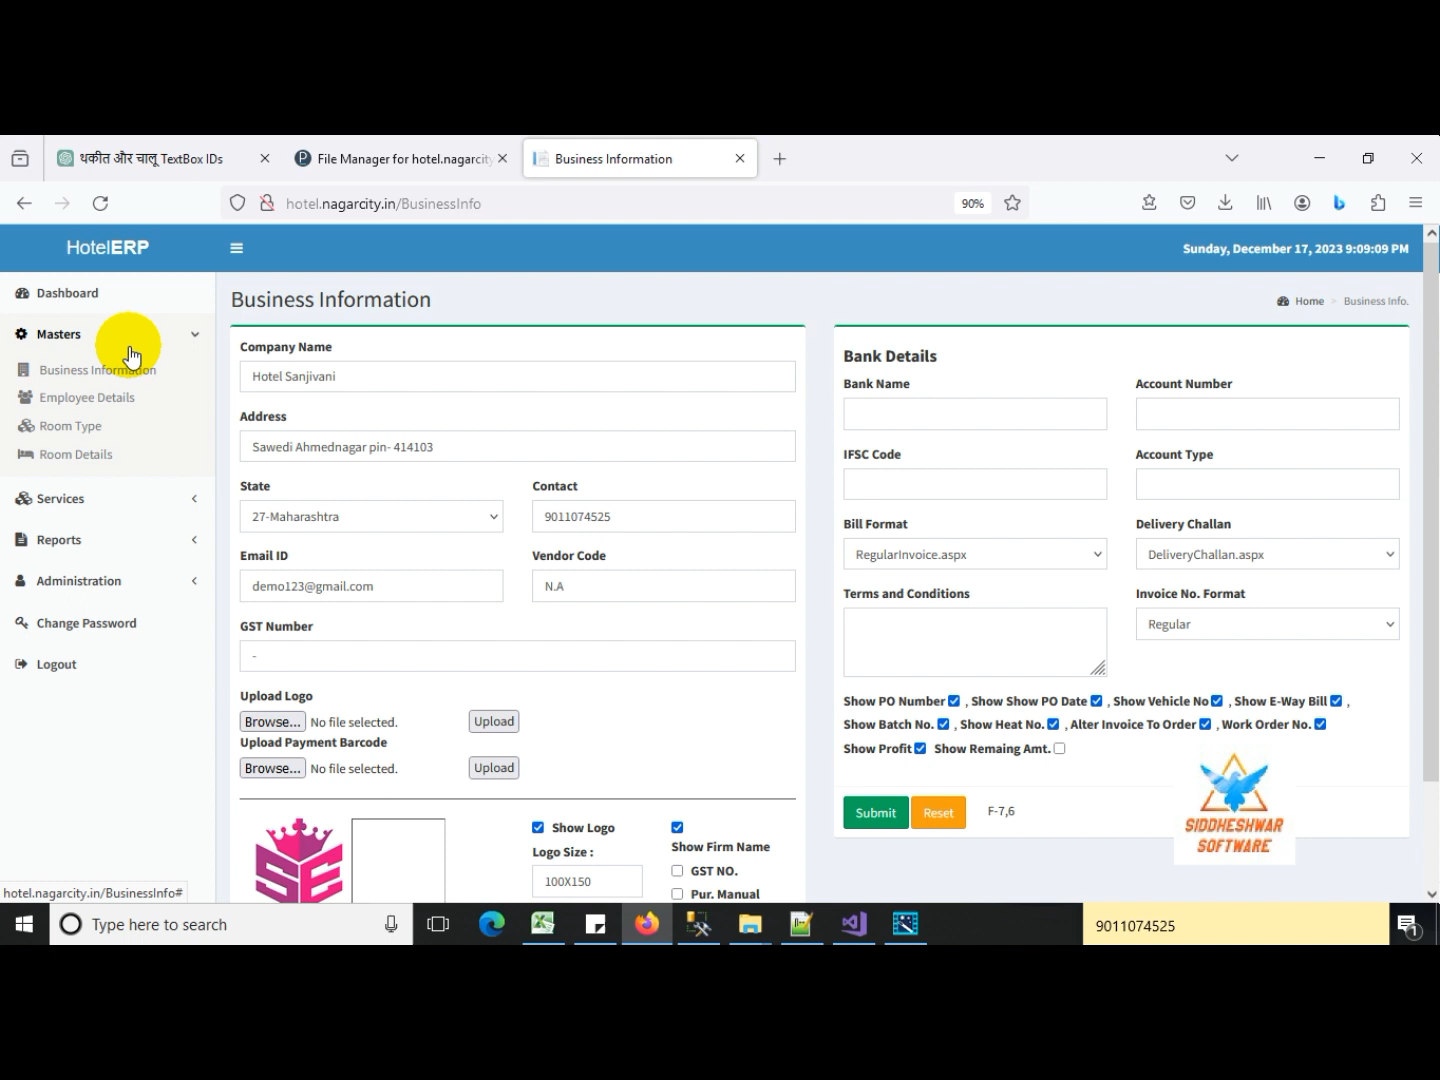 थकीत और चालू TextBox IDs
File Manager for hotel.nagarcity
Business Information
hotel.nagarcity.in/BusinessInfo
90%
HotelERP
Sunday, December 17, 2023 9:09:09 PM
Dashboard
Masters
Business Information
Employee Details
Room Type
Room Details
Services
Reports
Administration
Change Password
Logout
Business Information
Home > Business Info.
Company Name
Hotel Sanjivani
Address
Sawedi Ahmednagar pin- 414103
State
Contact
27-Maharashtra
9011074525
Email ID
Vendor Code
demo123@gmail.com
N.A
GST Number
-
Upload Logo
Browse... No file selected.
Upload
Upload Payment Barcode
Browse... No file selected.
Upload
SE
Show Logo
Logo Size :
100X150
Show Firm Name
GST NO.
Pur. Manual
Bank Details
Bank Name
Account Number
IFSC Code
Account Type
Bill Format
Delivery Challan
RegularInvoice.aspx
DeliveryChallan.aspx
Terms and Conditions
Invoice No. Format
Regular
Show PO Number , Show Show PO Date , Show Vehicle No , Show E-Way Bill ,
Show Batch No. , Show Heat No. , Alter Invoice To Order , Work Order No.
Show Profit Show Remaing Amt.
Submit
Reset
F-7,6
SIDDHESHWAR
SOFTWARE
hotel.nagarcity.in/BusinessInfo#
Type here to search
9011074525
1